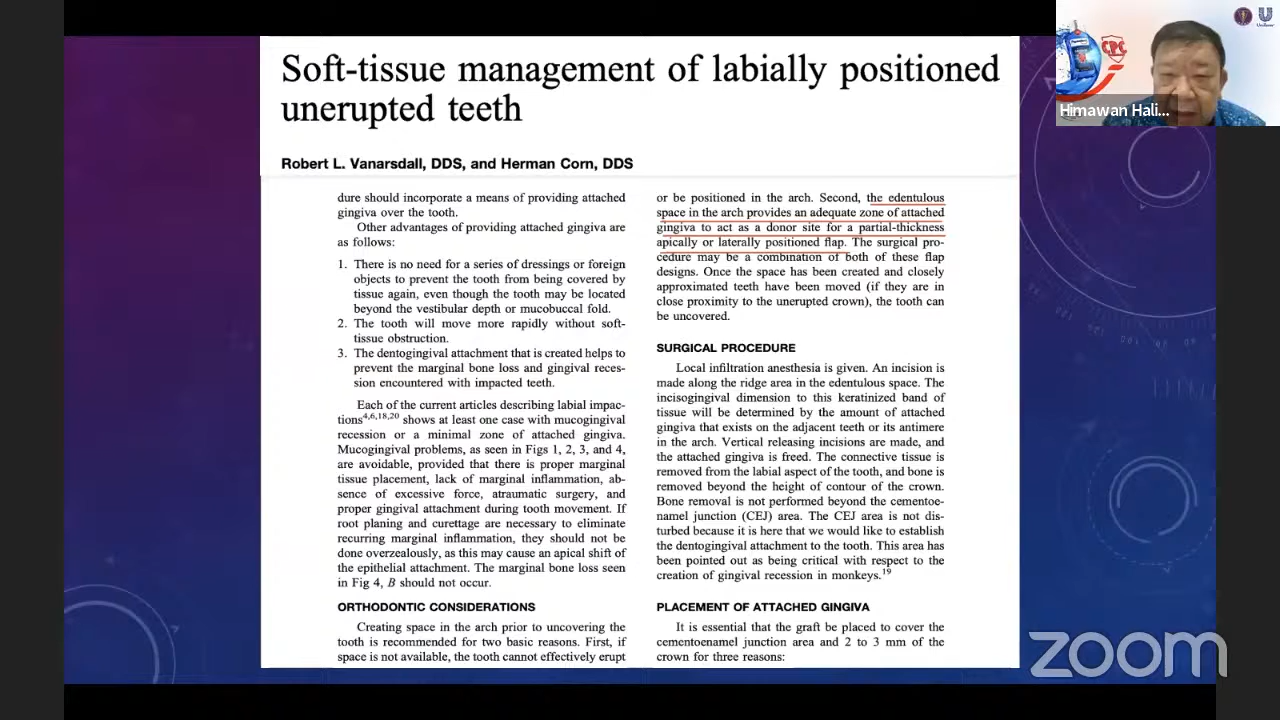 Soft-tissue management of labially positioned
unerupted teeth
Robert L. Vanarsdall, DDS, and Herman Corn, DDS
dure should incorporate a means of providing attached
gingiva over the tooth.
Other advantages of providing attached gingiva are
as follows:
1. There is no need for a series of dressings or foreign
objects to prevent the tooth from being covered by
tissue again, even though the tooth may be located
beyond the vestibular depth or mucobuccal fold.
2. The tooth will move more rapidly without soft-
tissue obstruction.
3. The dentogingival attachment that is created helps to
prevent the marginal bone loss and gingival reces-
sion encountered with impacted teeth.
Each of the current articles describing labial impac-
tions4,6,18,20 shows at least one case with mucogingival
recession or a minimal zone of attached gingiva.
Mucogingival problems, as seen in Figs 1, 2, 3, and 4,
are avoidable, provided that there is proper marginal
tissue placement, lack of marginal inflammation, ab-
sence of excessive force, atraumatic surgery, and
proper gingival attachment during tooth movement. If
root planing and curettage are necessary to eliminate
recurring marginal inflammation, they should not be
done overzealously, as this may cause an apical shift of
the epithelial attachment. The marginal bone loss seen
in Fig 4, B should not occur.
ORTHODONTIC CONSIDERATIONS
Creating space in the arch prior to uncovering the
tooth is recommended for two basic reasons. First, if
space is not available, the tooth cannot effectively erupt
or be positioned in the arch. Second, the edentulous
space in the arch provides an adequate zone of attached
gingiva to act as a donor site for a partial-thickness
apically or laterally positioned flap. The surgical pro-
cedure may be a combination of both of these flap
designs. Once the space has been created and closely
approximated teeth have been moved (if they are in
close proximity to the unerupted crown), the tooth can
be uncovered.
SURGICAL PROCEDURE
Local infiltration anesthesia is given. An incision is
made along the ridge area in the edentulous space. The
incisogingival dimension to this keratinized band of
tissue will be determined by the amount of attached
gingiva that exists on the adjacent teeth or its antimere
in the arch. Vertical releasing incisions are made, and
the attached gingiva is freed. The connective tissue is
removed from the labial aspect of the tooth, and bone is
removed beyond the height of contour of the crown.
Bone removal is not performed beyond the cementoe-
namel junction (CEJ) area. The CEJ area is not dis-
turbed because it is here that we would like to establish
the dentogingival attachment to the tooth. This area has
been pointed out as being critical with respect to the
creation of gingival recession in monkeys.19
PLACEMENT OF ATTACHED GINGIVA
It is essential that the graft be placed to cover the
cementoenamel junction area and 2 to 3 mm of the
crown for three reasons:
Himawan Hali...
zoom